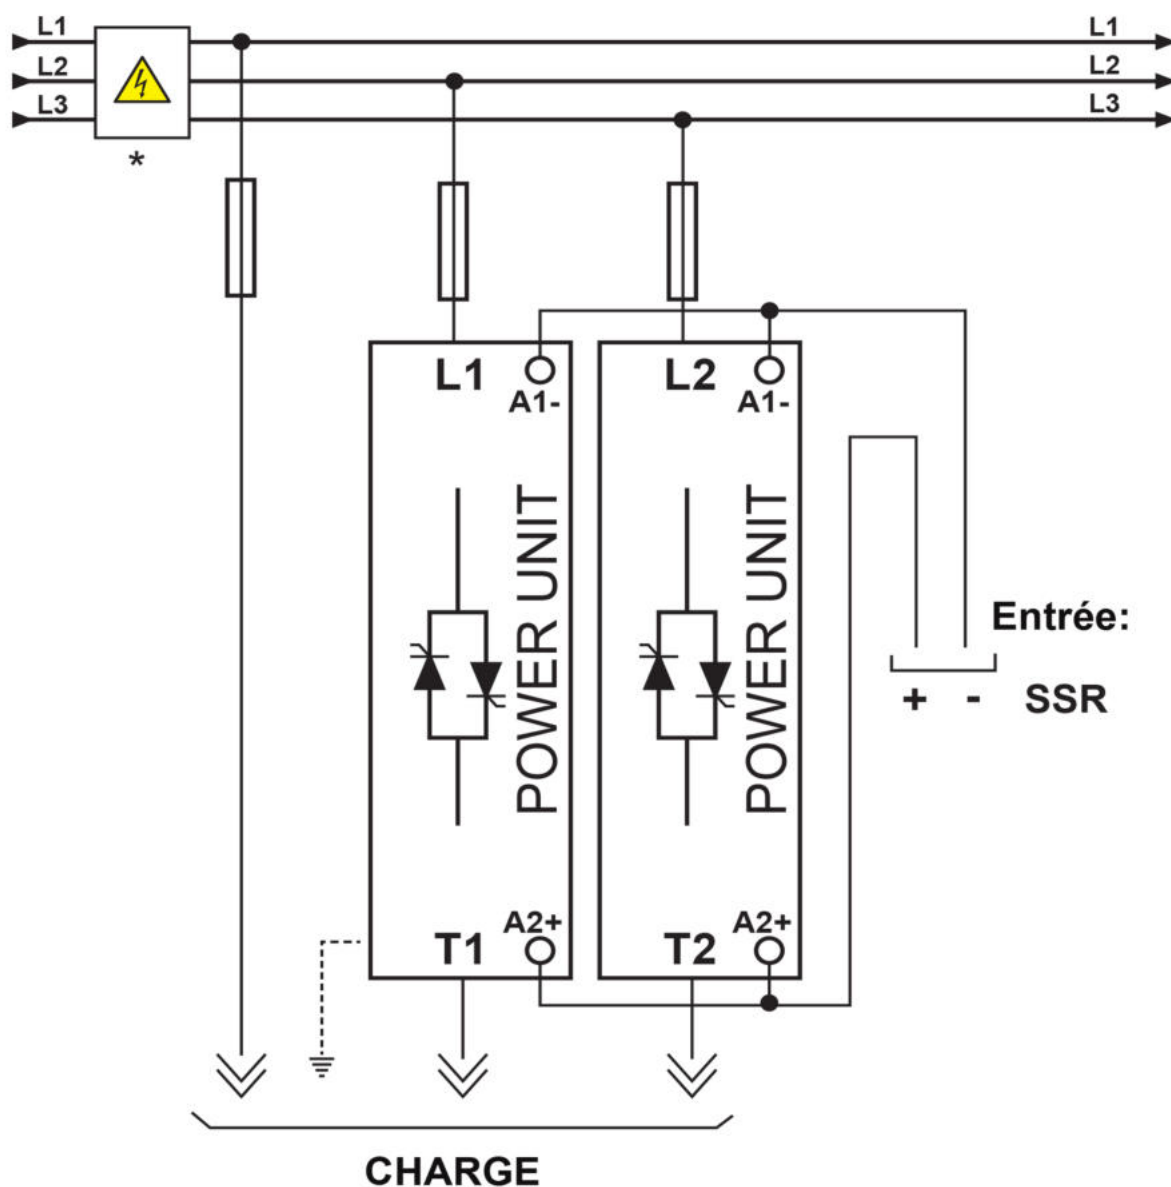 L1
L1
L2
L2
L3
L3
*
L1
A1-
L2
A1-
POWER UNIT
POWER UNIT
Entrée:
+ - SSR
A2+
T1
A2+
T2
CHARGE